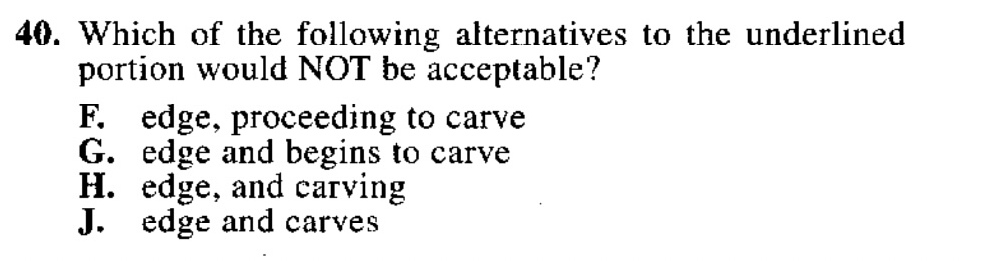 40. Which of the following alternatives to the underlined
portion would NOT be acceptable?
F. edge, proceeding to carve
G. edge and begins to carve
H. edge, and carving
J. edge and carves